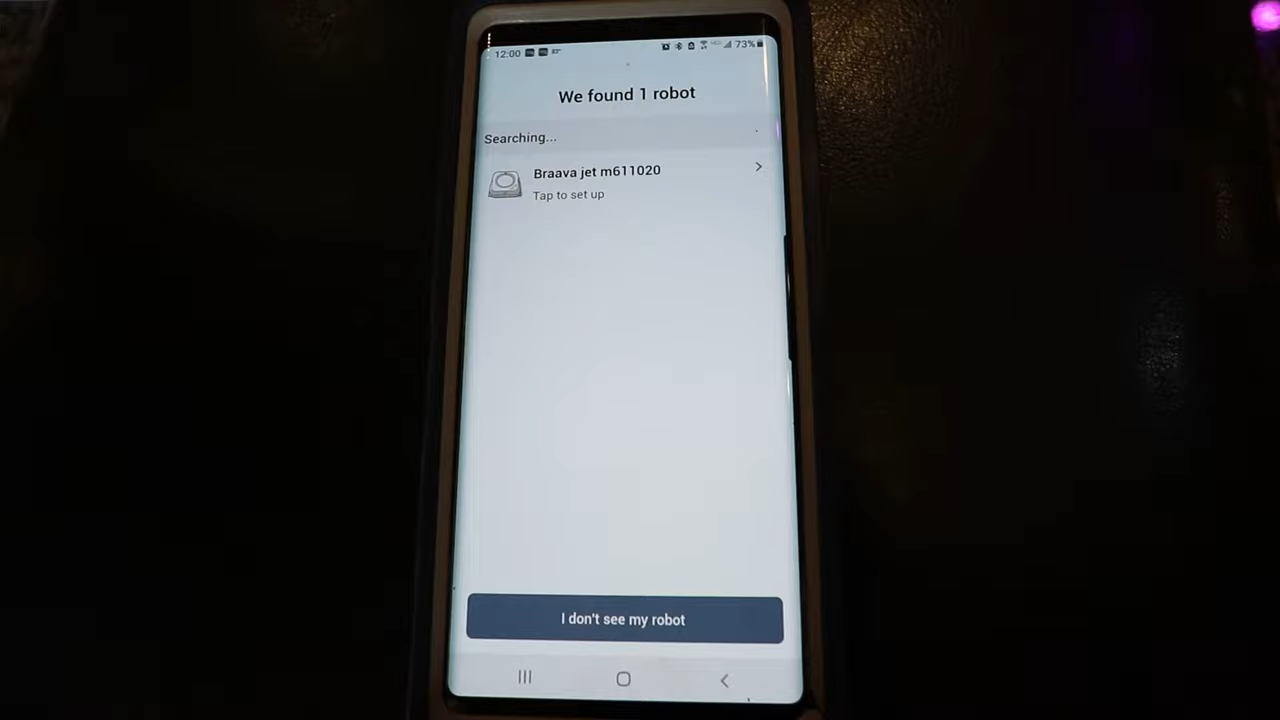 12:00 83° 73%
We found 1 robot
Searching...
Braava jet m611020
Tap to set up
I don't see my robot